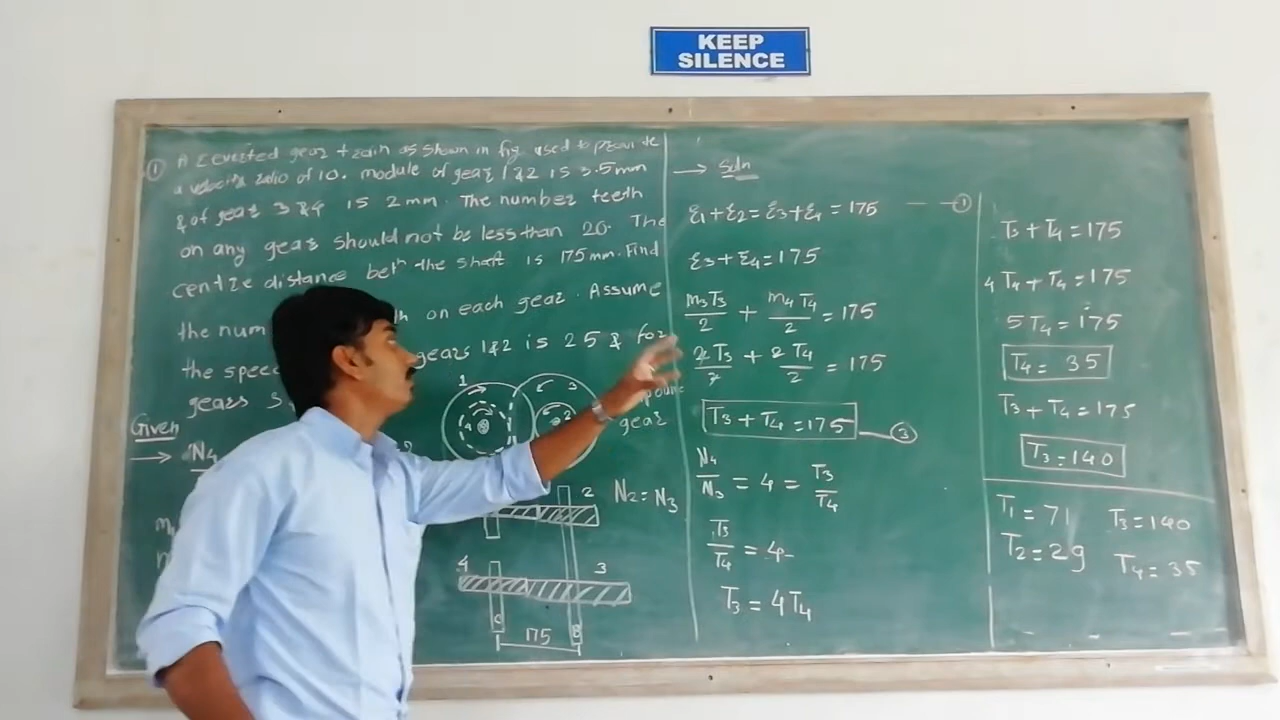 KEEP
SILENCE
① A reverted gear train as shown in fig used to provide
a velocity ratio of 10. module of gear 1&2 is 3.5mm
& of gear 3&4 is 2mm. The number teeth
on any gear should not be less than 20. The
centre distance betn the shaft is 175mm. Find
the num on each gear. Assume
the spee gears 1&2 is 25 & for
gears 3
gear
Given
→ N4
1
3
4
2
N2 = N3
2
4
3
175
→ Soln
r1+r2 = r3+r4 = 175 — ①
r3+r4 = 175
m3T3/2 + m4T4/2 = 175
2T3/2 + 2T4/2 = 175
T3 + T4 = 175 — ③
N4/N3 = 4 = T3/T4
T3/T4 = 4
T3 = 4T4
T3 + T4 = 175
4T4 + T4 = 175
5T4 = 175
T4 = 35
T3 + T4 = 175
T3 = 140
T1 = 71 T3 = 140
T2 = 29 T4 = 35